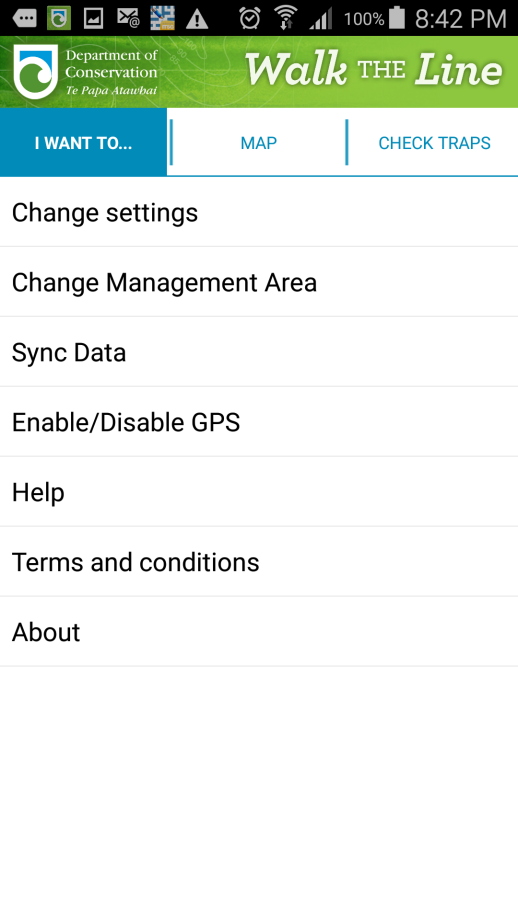 100% 8:42 PM
Department of
Conservation
Te Papa Atawhai
Walk THE Line
I WANT TO...
MAP
CHECK TRAPS
Change settings
Change Management Area
Sync Data
Enable/Disable GPS
Help
Terms and conditions
About